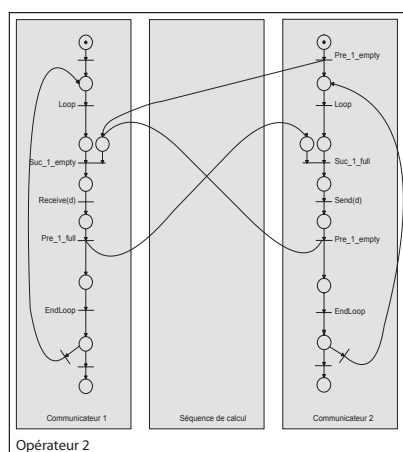 Pre_1_empty
Loop
Loop
Suc_1_empty
Suc_1_full
Receive(d)
Send(d)
Pre_1_full
Pre_1_empty
EndLoop
EndLoop
Communicateur 1
Séquence de calcul
Communicateur 2
Opérateur 2